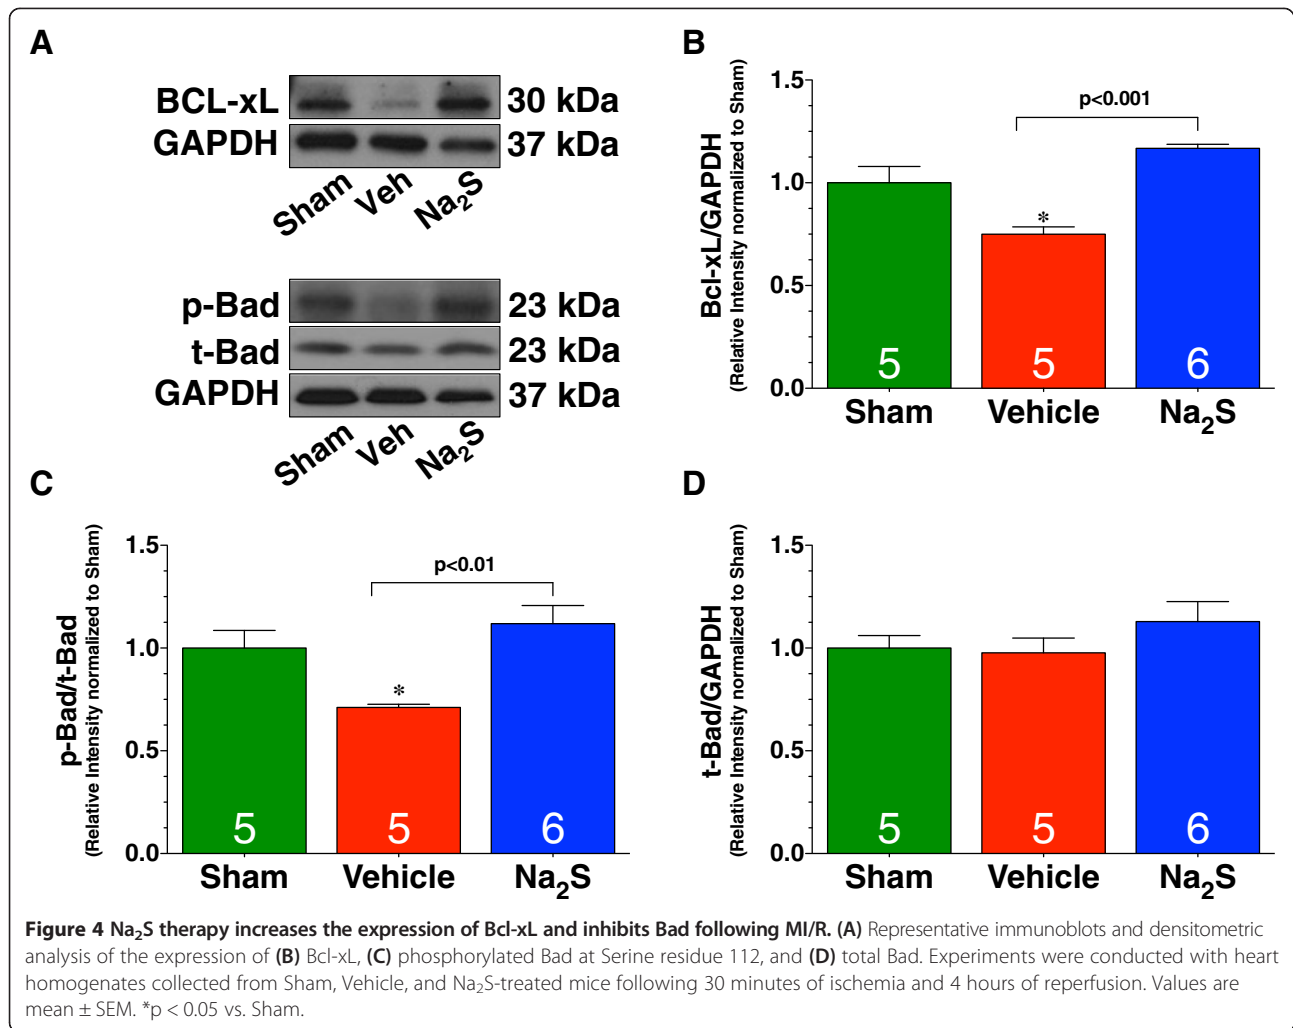 A
BCL-xL 30 kDa
GAPDH 37 kDa
Sham Veh Na₂S
p-Bad 23 kDa
t-Bad 23 kDa
GAPDH 37 kDa
Sham Veh Na₂S
B
Bcl-xL/GAPDH
(Relative Intensity normalized to Sham)
1.5
1.0
0.5
0.0
p<0.001
*
5 5 6
Sham Vehicle Na₂S
C
p-Bad/t-Bad
(Relative Intensity normalized to Sham)
1.5
1.0
0.5
0.0
p<0.01
*
5 5 6
Sham Vehicle Na₂S
D
t-Bad/GAPDH
(Relative Intensity normalized to Sham)
1.5
1.0
0.5
0.0
5 5 6
Sham Vehicle Na₂S
Figure 4 Na₂S therapy increases the expression of Bcl-xL and inhibits Bad following MI/R. (A) Representative immunoblots and densitometric
analysis of the expression of (B) Bcl-xL, (C) phosphorylated Bad at Serine residue 112, and (D) total Bad. Experiments were conducted with heart
homogenates collected from Sham, Vehicle, and Na₂S-treated mice following 30 minutes of ischemia and 4 hours of reperfusion. Values are
mean ± SEM. *p < 0.05 vs. Sham.